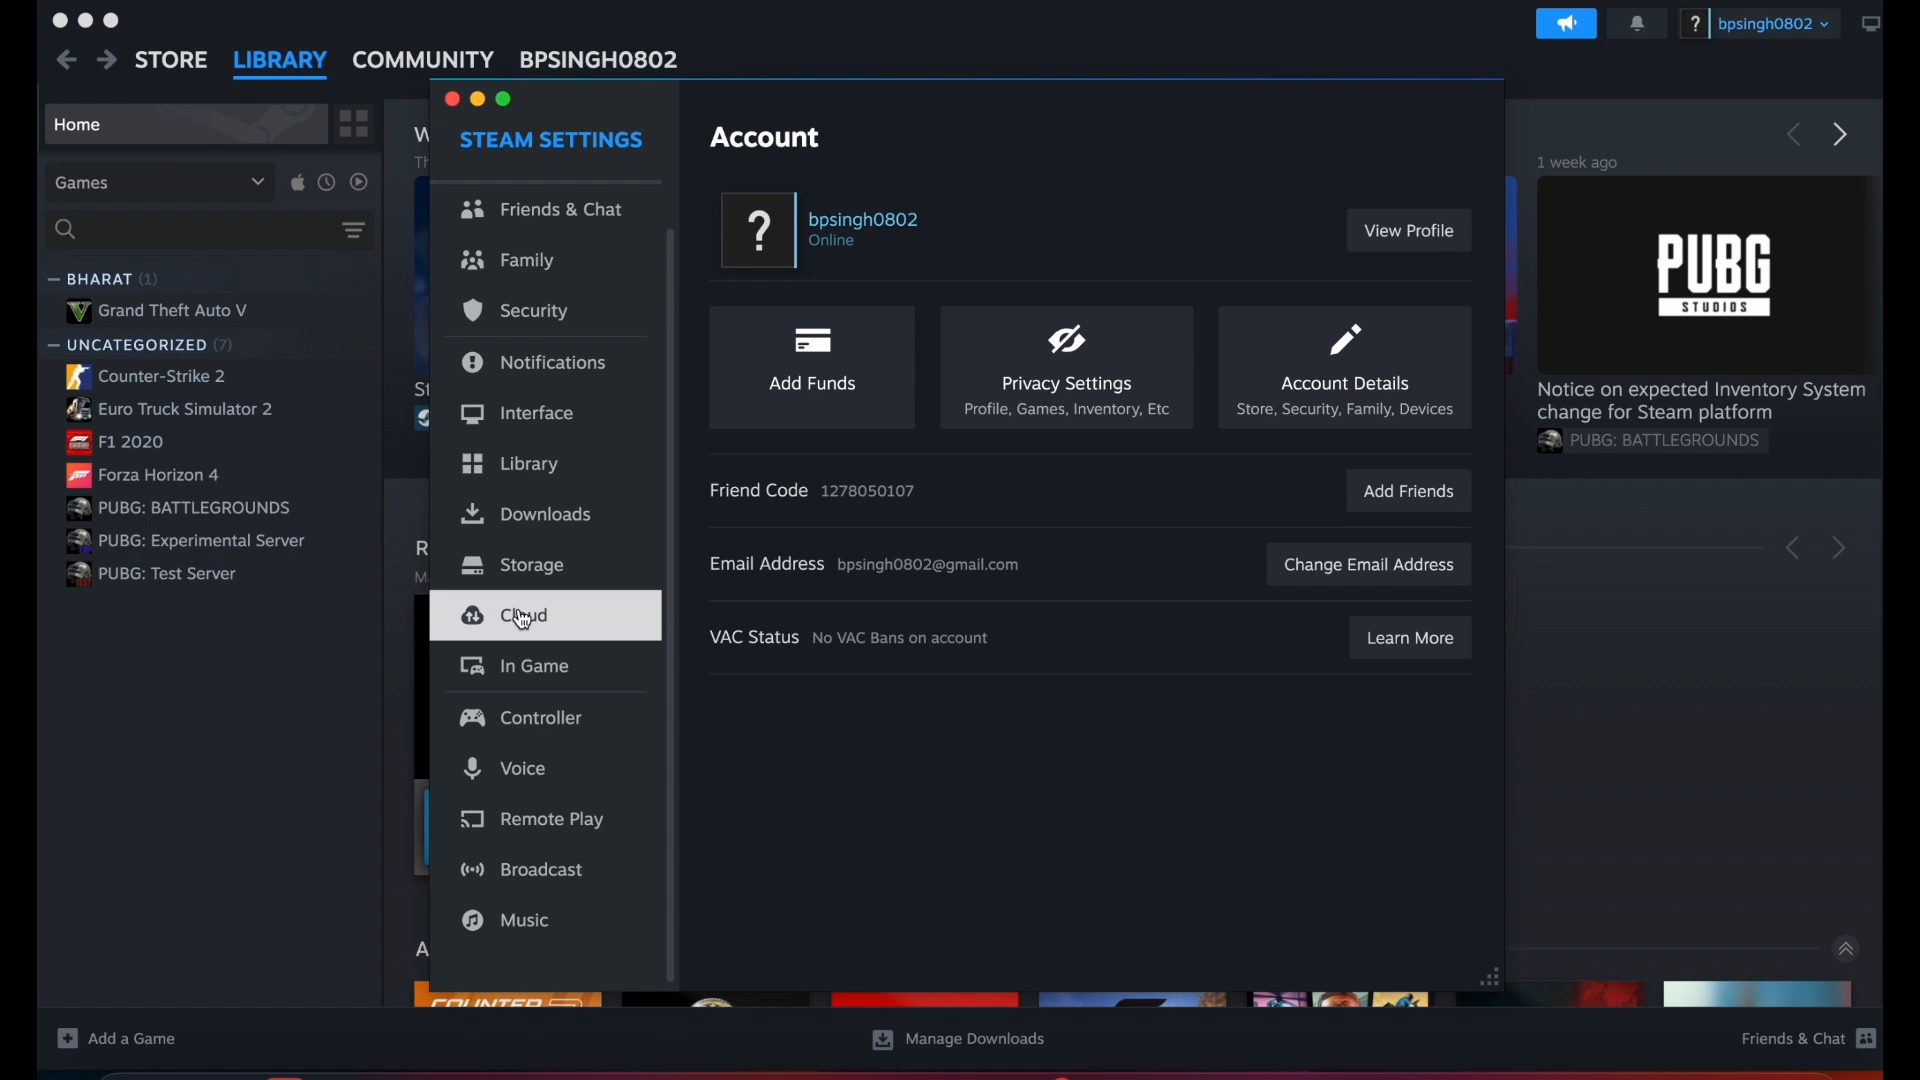 bpsingh0802
STORE
LIBRARY
COMMUNITY
BPSINGH0802
Home
Games
— BHARAT (1)
Grand Theft Auto V
— UNCATEGORIZED (7)
Counter-Strike 2
Euro Truck Simulator 2
F1 2020
Forza Horizon 4
PUBG: BATTLEGROUNDS
PUBG: Experimental Server
PUBG: Test Server
STEAM SETTINGS
Friends & Chat
Family
Security
Notifications
Interface
Library
Downloads
Storage
Cloud
In Game
Controller
Voice
Remote Play
Broadcast
Music
Account
?
bpsingh0802
Online
View Profile
Add Funds
Privacy Settings
Profile, Games, Inventory, Etc
Account Details
Store, Security, Family, Devices
Friend Code 1278050107
Add Friends
Email Address bpsingh0802@gmail.com
Change Email Address
VAC Status No VAC Bans on account
Learn More
1 week ago
PUBG
STUDIOS
Notice on expected Inventory System
change for Steam platform
PUBG: BATTLEGROUNDS
Add a Game
Manage Downloads
Friends & Chat